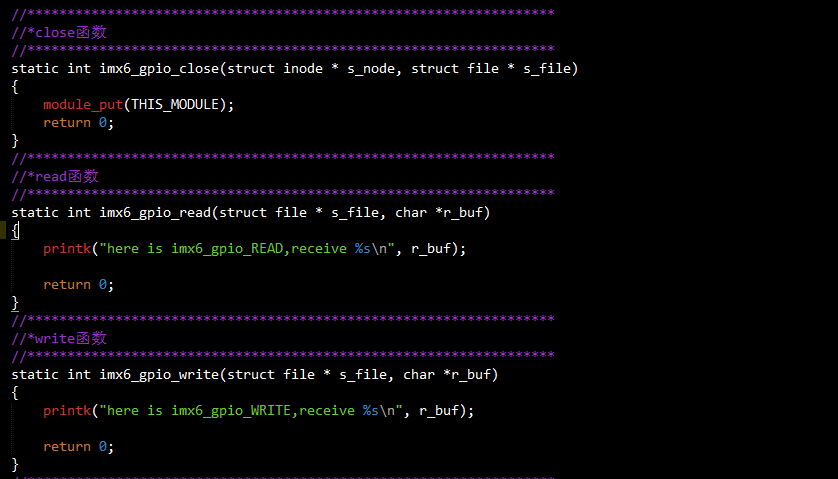 //******************************************************************
//*close函数
//******************************************************************
static int imx6_gpio_close(struct inode * s_node, struct file * s_file)
{
    module_put(THIS_MODULE);
    return 0;
}
//******************************************************************
//*read函数
//******************************************************************
static int imx6_gpio_read(struct file * s_file, char *r_buf)
{
    printk("here is imx6_gpio_READ,receive %s\n", r_buf);

    return 0;
}
//******************************************************************
//*write函数
//******************************************************************
static int imx6_gpio_write(struct file * s_file, char *r_buf)
{
    printk("here is imx6_gpio_WRITE,receive %s\n", r_buf);

    return 0;
}
//******************************************************************